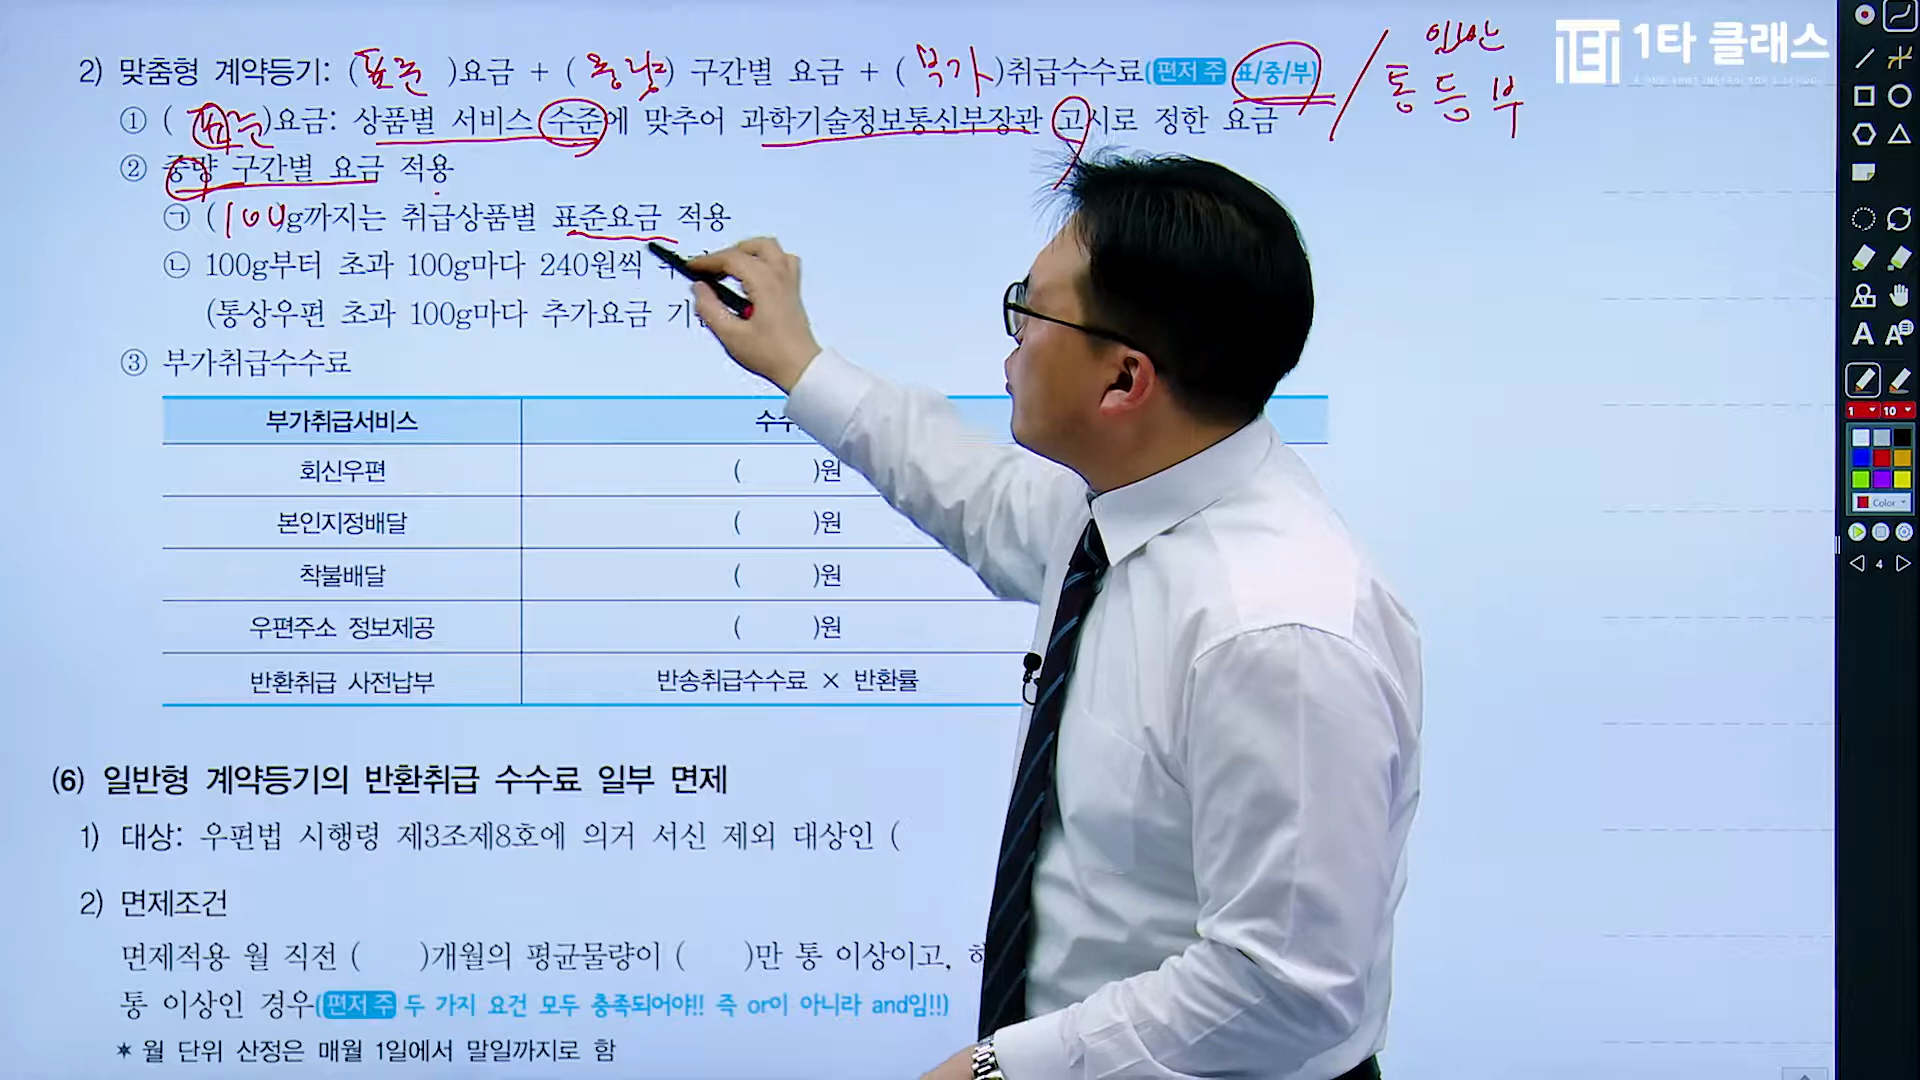 1타 클래스
일반
통 등 부
2) 맞춤형 계약등기: (표준 )요금 + (중량) 구간별 요금 + (부가)취급수수료(편저 주 표/중/부)
① (표준)요금: 상품별 서비스 수준에 맞추어 과학기술정보통신부장관 고시로 정한 요금
② 중량 구간별 요금 적용
㉠ (100)g까지는 취급상품별 표준요금 적용
㉡ 100g부터 초과 100g마다 240원씩
(통상우편 초과 100g마다 추가요금
③ 부가취급수수료
부가취급서비스
회신우편 ( )원
본인지정배달 ( )원
착불배달 ( )원
우편주소 정보제공 ( )원
반환취급 사전납부 반송취급수수료 × 반환률
(6) 일반형 계약등기의 반환취급 수수료 일부 면제
1) 대상: 우편법 시행령 제3조제8호에 의거 서신 제외 대상인 (
2) 면제조건
면제적용 월 직전 ( )개월의 평균물량이 ( )만 통 이상이고,
통 이상인 경우(편저 주 두 가지 요건 모두 충족되어야!! 즉 or이 아니라 and임!!)
* 월 단위 산정은 매월 1일에서 말일까지로 함
1 10
Color
4